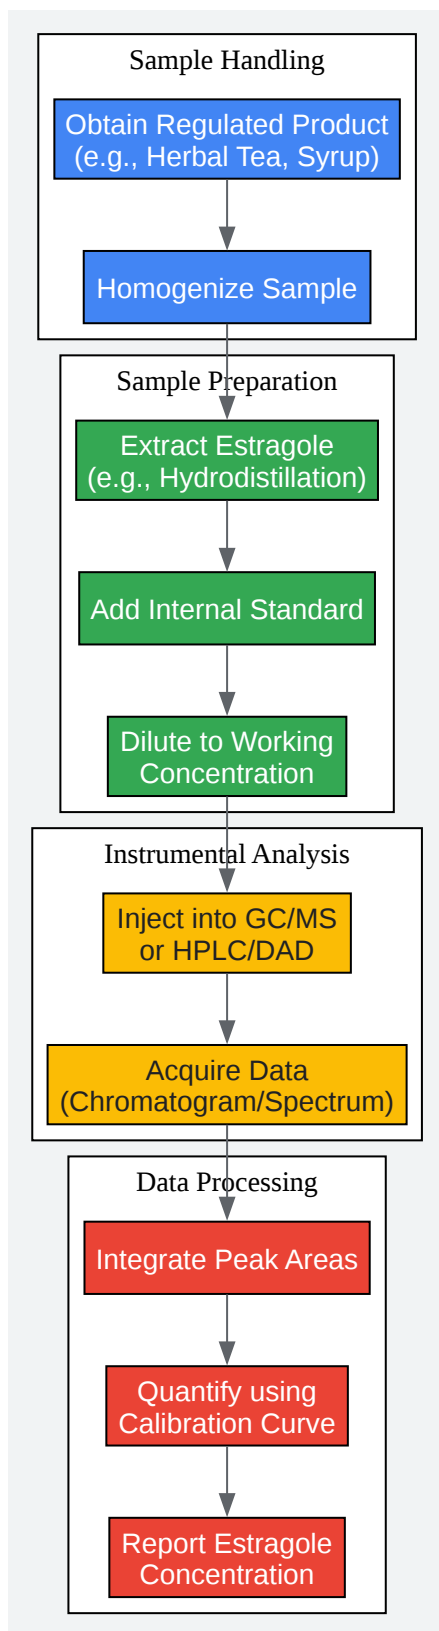 Sample Handling
Obtain Regulated Product
(e.g., Herbal Tea, Syrup)
Homogenize Sample
Sample Preparation
Extract Estragole
(e.g., Hydrodistillation)
Add Internal Standard
Dilute to Working
Concentration
Instrumental Analysis
Inject into GC/MS
or HPLC/DAD
Acquire Data
(Chromatogram/Spectrum)
Data Processing
Integrate Peak Areas
Quantify using
Calibration Curve
Report Estragole
Concentration